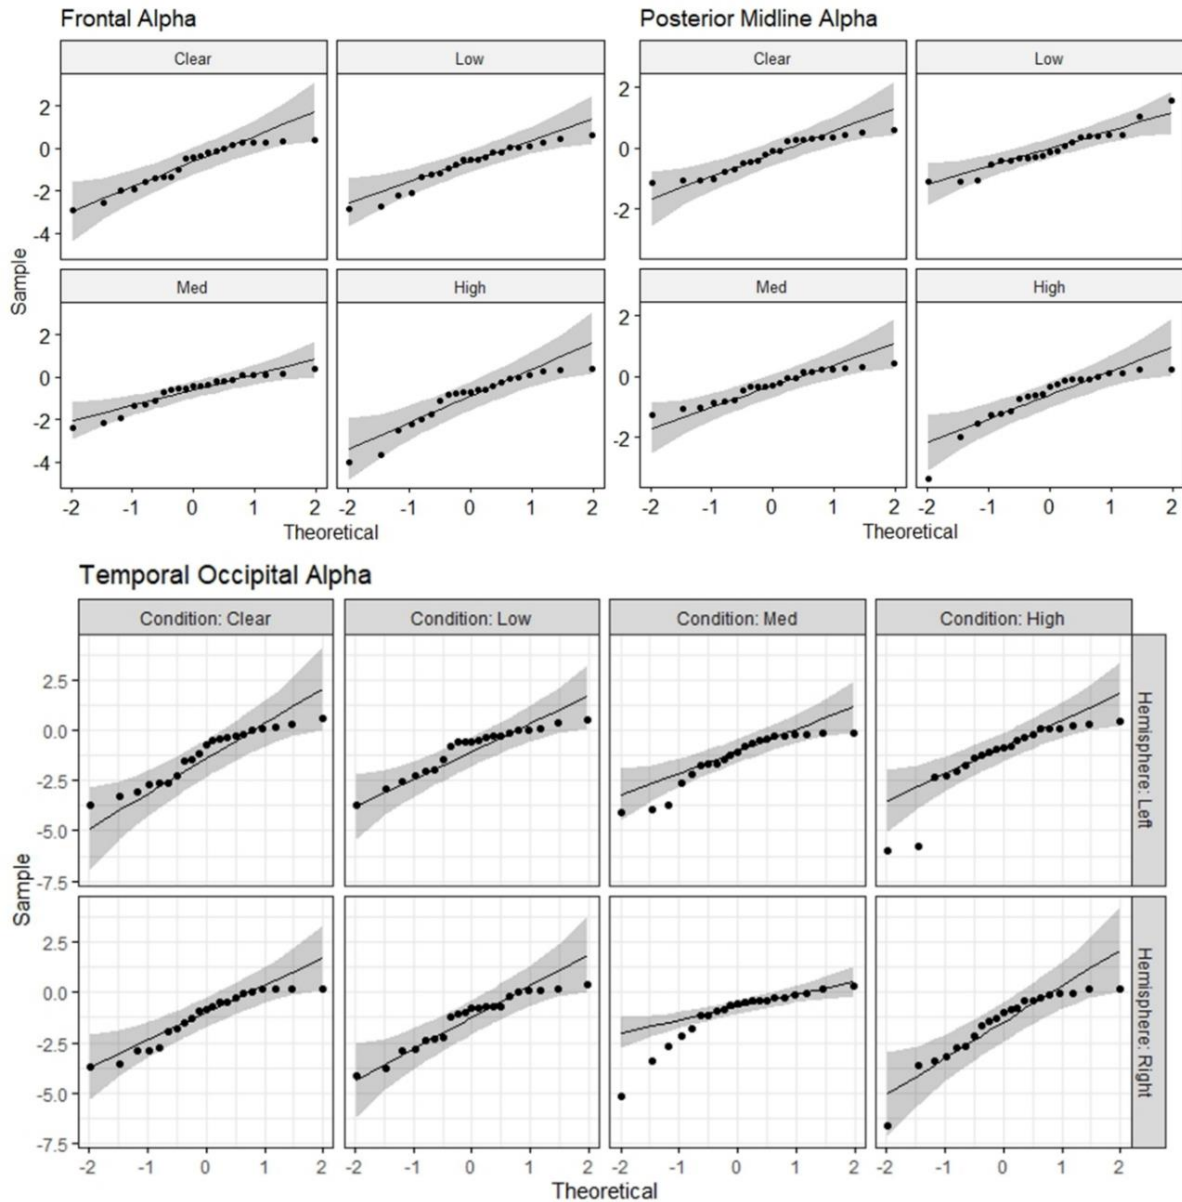 Frontal Alpha
Clear
Low
2
0
-2
-4
Med
High
2
0
-2
-4
Sample
-2 -1 0 1 2 -2 -1 0 1 2
Theoretical
Posterior Midline Alpha
Clear
Low
2
0
-2
Med
High
2
0
-2
-2 -1 0 1 2 -2 -1 0 1 2
Theoretical
Temporal Occipital Alpha
Condition: Clear Condition: Low Condition: Med Condition: High
2.5
0.0
-2.5
-5.0
-7.5
Hemisphere: Left
2.5
0.0
-2.5
-5.0
-7.5
Hemisphere: Right
Sample
-2 -1 0 1 2 -2 -1 0 1 2 -2 -1 0 1 2 -2 -1 0 1 2
Theoretical